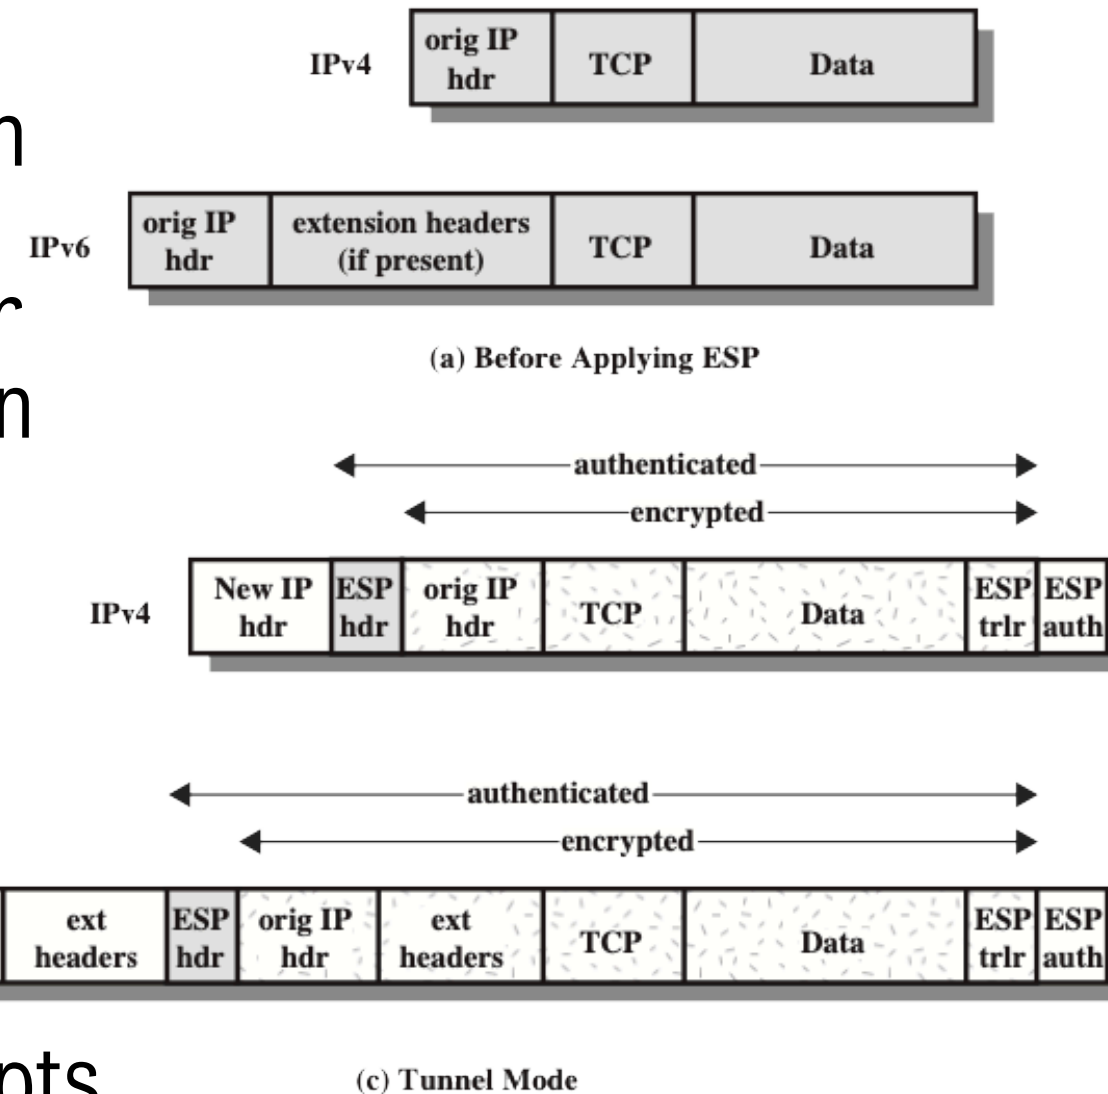 orig IP
hdr
IPv4
TCP
Data
n
orig IP
hdr
IPv6
extension headers
(if present)
TCP
Data
r
(a) Before Applying ESP
n
authenticated
encrypted
IPv4
New IP
hdr
ESP
hdr
orig IP
hdr
TCP
Data
ESP
trlr
ESP
auth
authenticated
encrypted
ext
headers
ESP
hdr
orig IP
hdr
ext
headers
TCP
Data
ESP
trlr
ESP
auth
pts
(c) Tunnel Mode